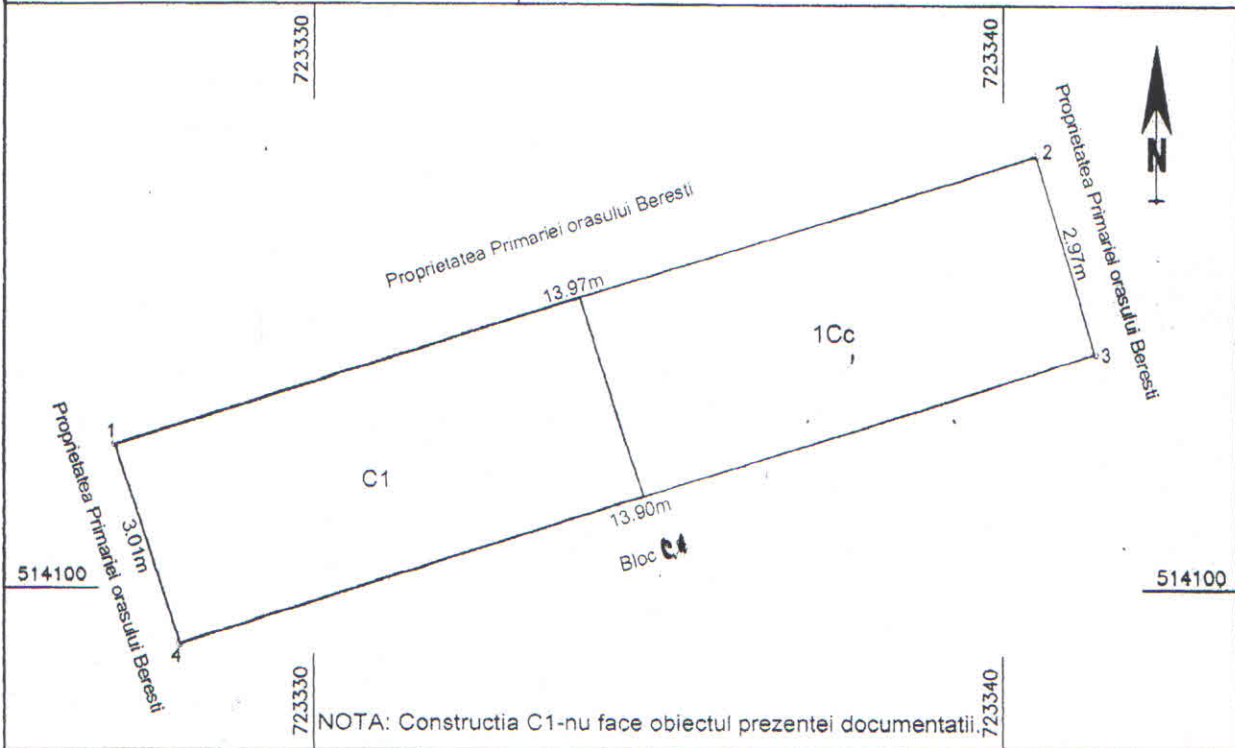 723330
723340
N
2
Proprietatea Primariei orasului Beresti
2.97m
Proprietatea Primariei orasului Beresti
13.97m
1Cc
3
1
C1
Proprietatea Primariei orasului Beresti
3.01m
13.90m
Bloc
514100
514100
4
723330
723340
NOTA: Constructia C1-nu face obiectul prezentei documentatii.